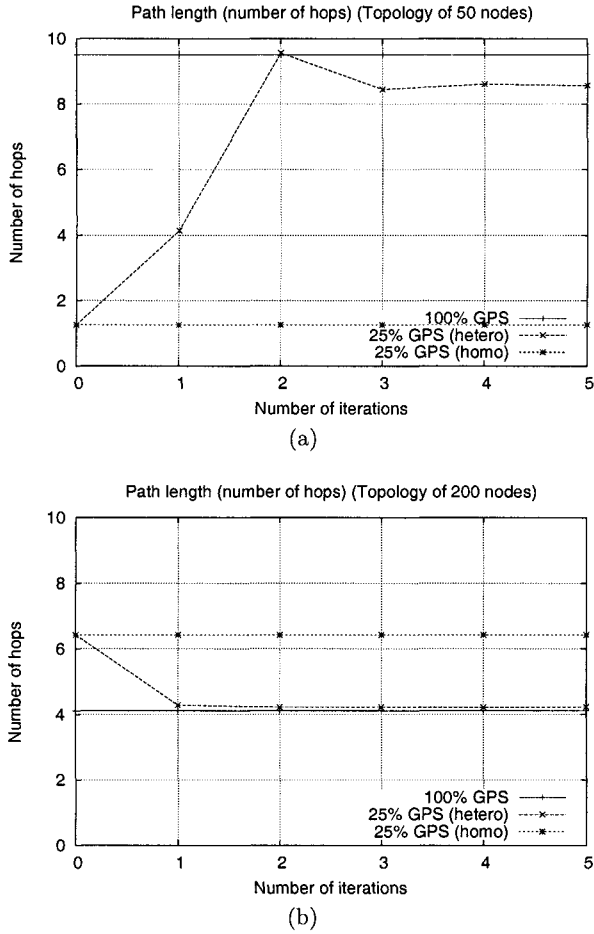 Path length (number of hops) (Topology of 50 nodes)
10
8
6
4
2
0
Number of hops
100% GPS
25% GPS (hetero)
25% GPS (homo)
0 1 2 3 4 5
Number of iterations
(a)
Path length (number of hops) (Topology of 200 nodes)
10
8
6
4
2
0
Number of hops
100% GPS
25% GPS (hetero)
25% GPS (homo)
0 1 2 3 4 5
Number of iterations
(b)